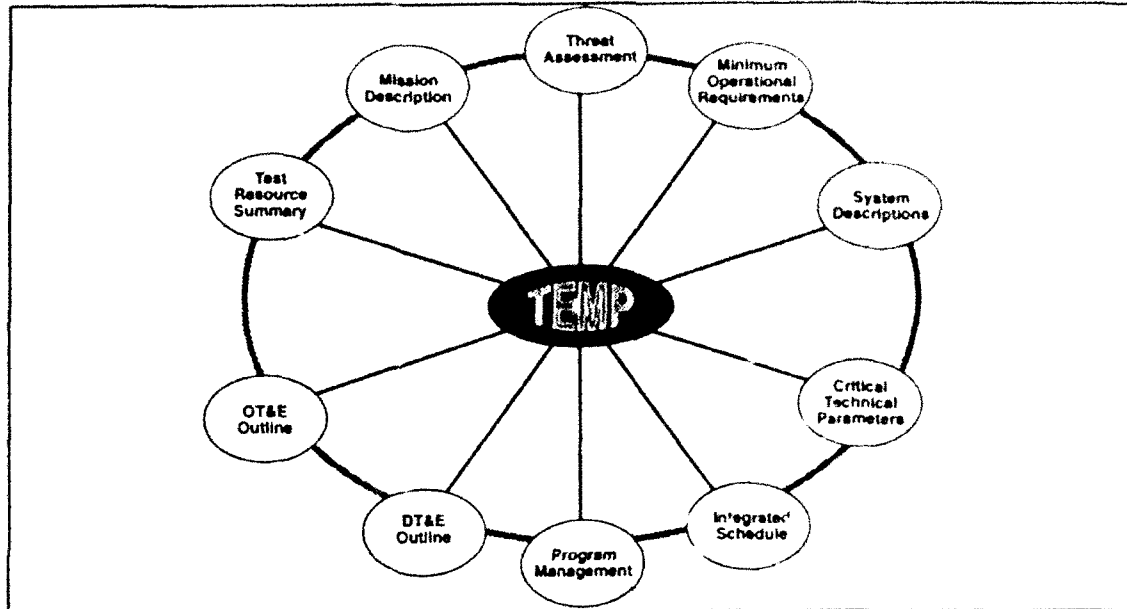 Threat
Assessment
Minimum
Operational
Requirements
System
Descriptions
Critical
Technical
Parameters
Integrated
Schedule
Program
Management
DT&E
Outline
OT&E
Outline
Test
Resource
Summary
Mission
Description
TEMP